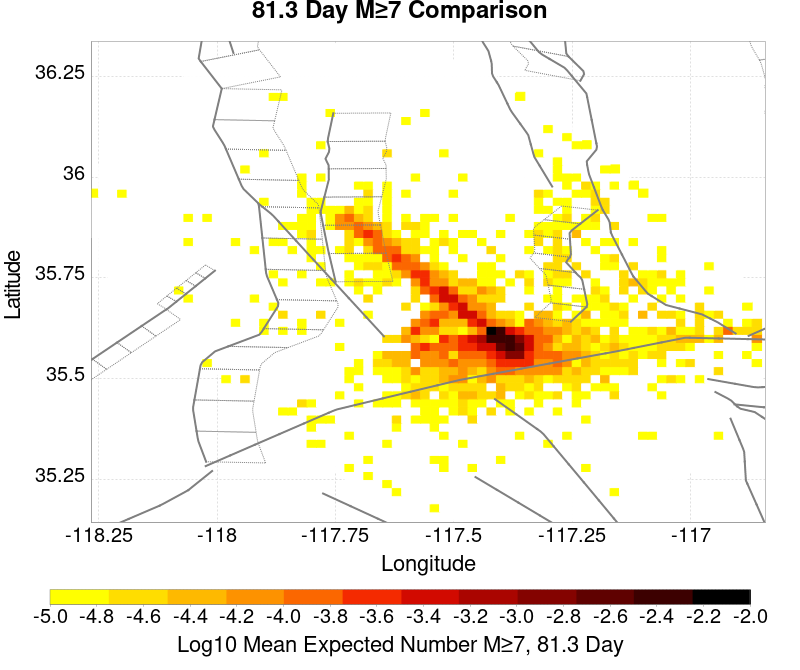 81.3 Day M≥7 Comparison
36.25
36
35.75
35.5
35.25
Latitude
-118.25 -118 -117.75 -117.5 -117.25 -117
Longitude
-5.0 -4.8 -4.6 -4.4 -4.2 -4.0 -3.8 -3.6 -3.4 -3.2 -3.0 -2.8 -2.6 -2.4 -2.2 -2.0
Log10 Mean Expected Number M≥7, 81.3 Day